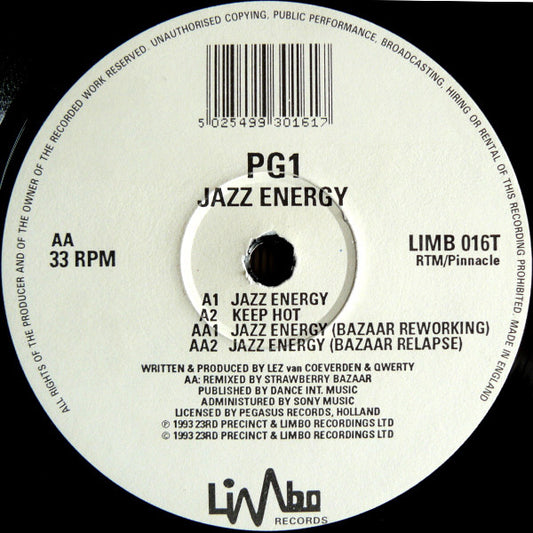 ALL RIGHTS OF THE PRODUCER AND OF THE OWNER OF THE RECORDED WORK RESERVED. UNAUTHORISED COPYING, PUBLIC PERFORMANCE, BROADCASTING, HIRING OR RENTAL OF THIS RECORDING PROHIBITED. MADE IN ENGLAND
5 025499 301617
PG1
JAZZ ENERGY
AA
33 RPM
LIMB 016T
RTM/Pinnacle
A1 JAZZ ENERGY
A2 KEEP HOT
AA1 JAZZ ENERGY (BAZAAR REWORKING)
AA2 JAZZ ENERGY (BAZAAR RELAPSE)
WRITTEN & PRODUCED BY LEZ van COEVERDEN & QWERTY
AA: REMIXED BY STRAWBERRY BAZAAR
PUBLISHED BY DANCE INT. MUSIC
ADMINISTURED BY SONY MUSIC
LICENSED BY PEGASUS RECORDS, HOLLAND
℗ 1993 23RD PRECINCT & LIMBO RECORDINGS LTD
© 1993 23RD PRECINCT & LIMBO RECORDINGS LTD
Limbo
RECORDS